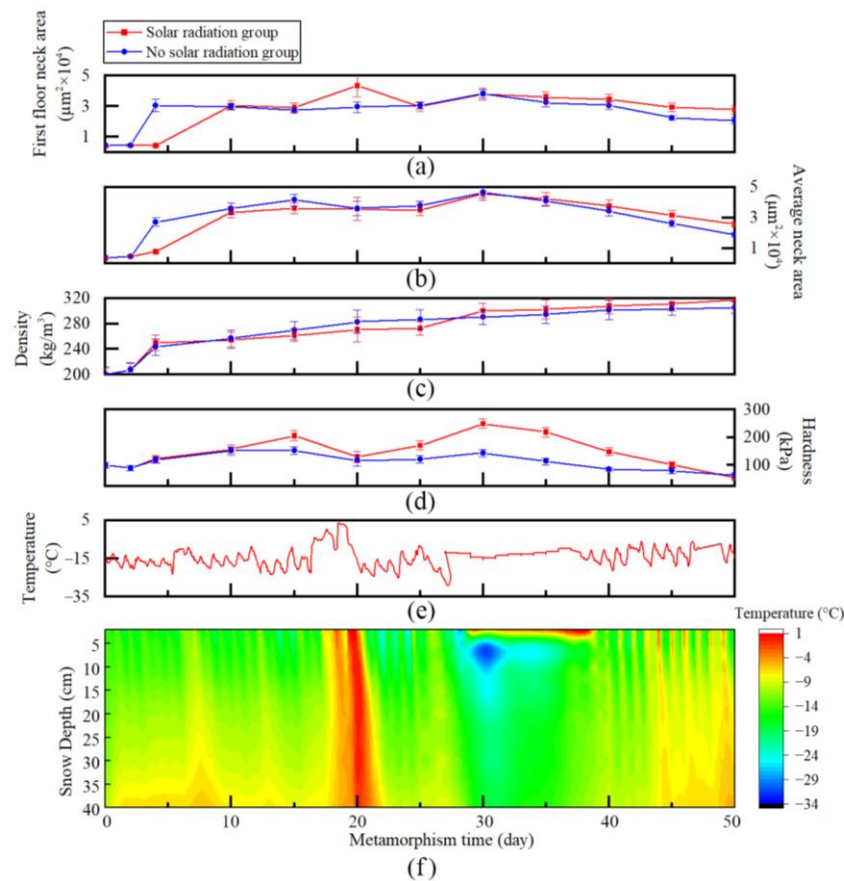 Solar radiation group
No solar radiation group
First floor neck area
(μm²×10⁴)
5
3
1
(a)
Average neck area
(μm²×10⁴)
5
3
1
(b)
Density
(kg/m³)
320
280
240
200
(c)
Hardness
(kPa)
300
200
100
(d)
Temperature
(°C)
5
−15
−35
(e)
Temperature (°C)
Snow Depth (cm)
5
10
15
20
25
30
35
40
1
−4
−9
−14
−19
−24
−29
−34
0 10 20 30 40 50
Metamorphism time (day)
(f)